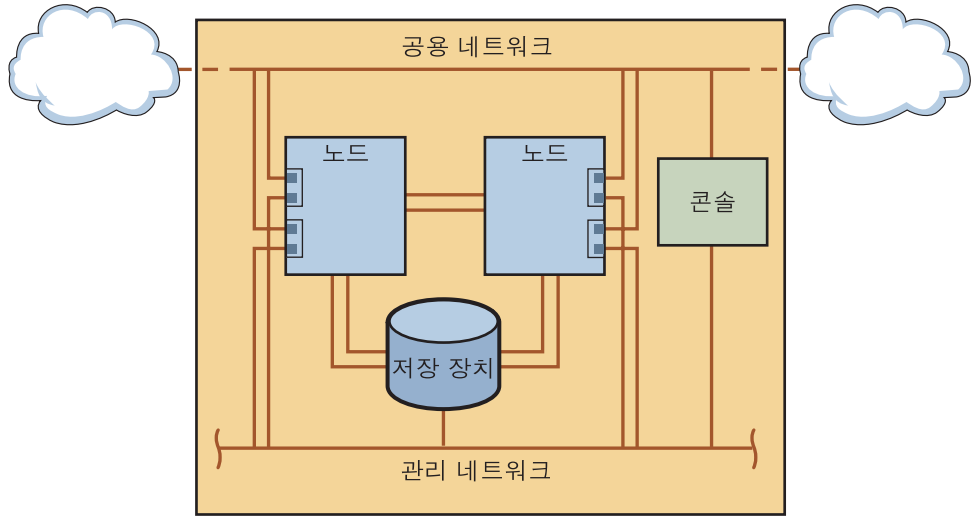 공용 네트워크
노드
노드
콘솔
저장 장치
관리 네트워크